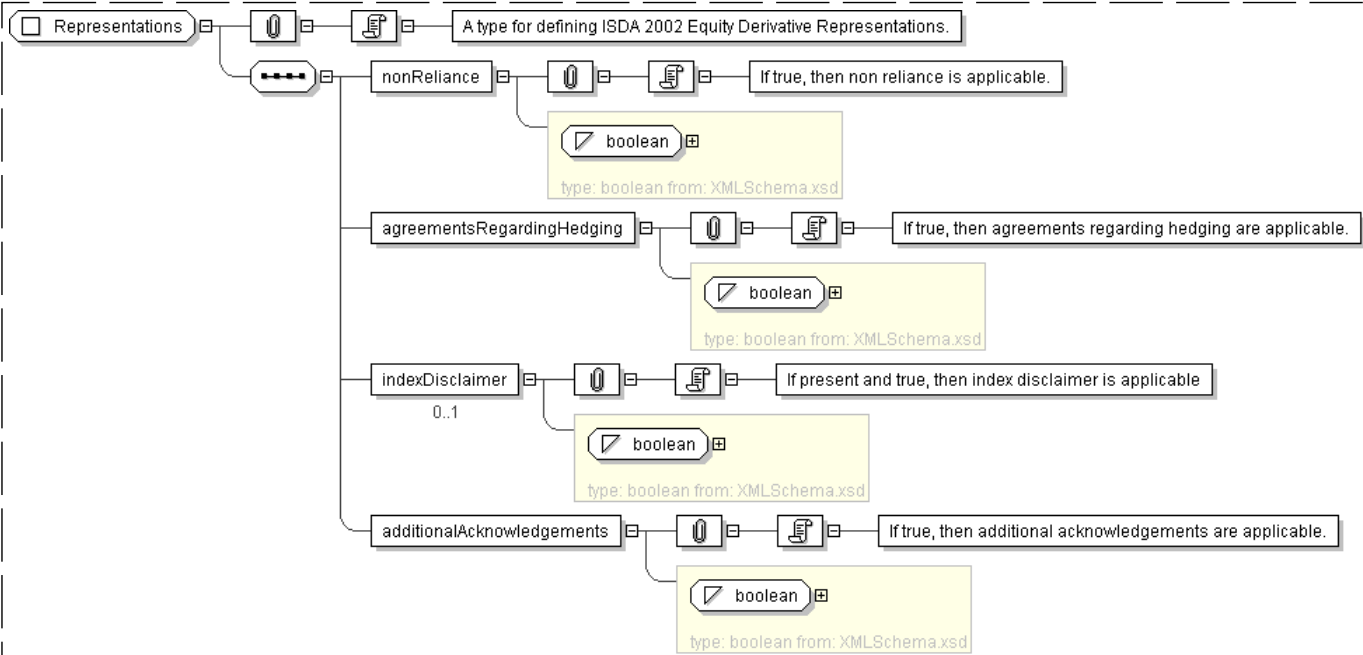 Representations
A type for defining ISDA 2002 Equity Derivative Representations.
nonReliance
If true, then non reliance is applicable.
boolean
type: boolean from: XMLSchema.xsd
agreementsRegardingHedging
If true, then agreements regarding hedging are applicable.
boolean
type: boolean from: XMLSchema.xsd
indexDisclaimer
If present and true, then index disclaimer is applicable
0..1
boolean
type: boolean from: XMLSchema.xsd
additionalAcknowledgements
If true, then additional acknowledgements are applicable.
boolean
type: boolean from: XMLSchema.xsd